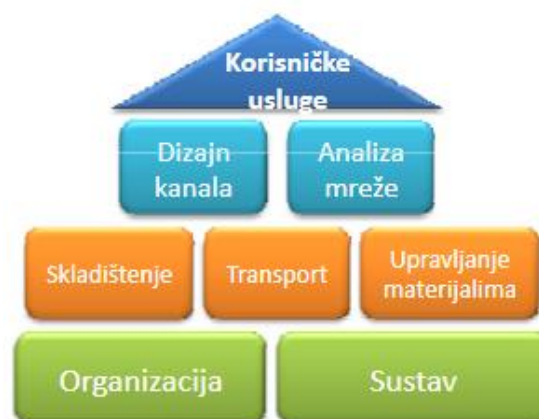 Korisničke
usluge
Dizajn
kanala
Analiza
mreže
Skladištenje
Transport
Upravljanje
materijalima
Organizacija
Sustav